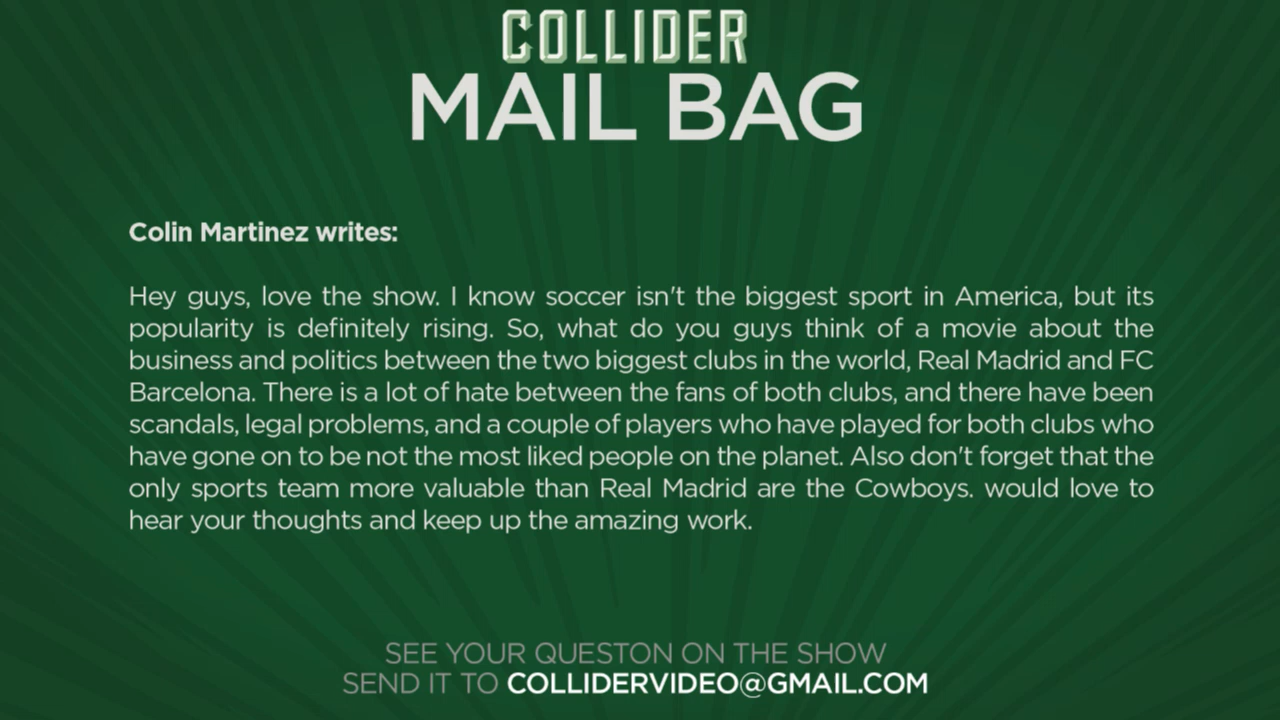 COLLIDER
MAIL BAG
Colin Martinez writes:
Hey guys, love the show. I know soccer isn't the biggest sport in America, but its
popularity is definitely rising. So, what do you guys think of a movie about the
business and politics between the two biggest clubs in the world, Real Madrid and FC
Barcelona. There is a lot of hate between the fans of both clubs, and there have been
scandals, legal problems, and a couple of players who have played for both clubs who
have gone on to be not the most liked people on the planet. Also don't forget that the
only sports team more valuable than Real Madrid are the Cowboys. would love to
hear your thoughts and keep up the amazing work.
SEE YOUR QUESTON ON THE SHOW
SEND IT TO COLLIDERVIDEO@GMAIL.COM